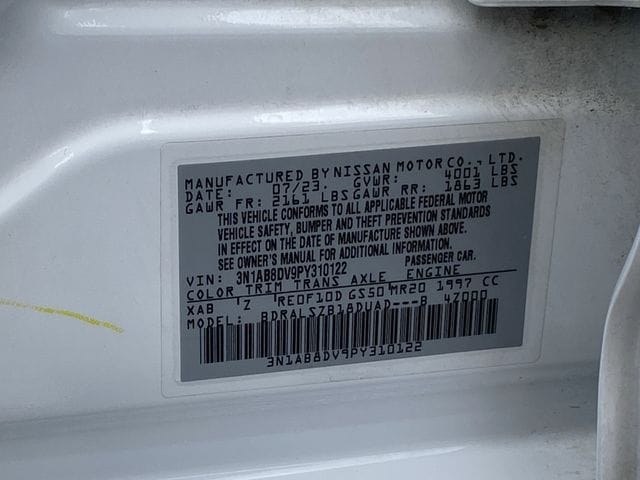 MANUFACTURED BY NISSAN MOTOR CO., LTD.
DATE: 07/23. GVWR: 4001 LBS
GAWR FR: 2161 LBS GAWR RR: 1863 LBS
THIS VEHICLE CONFORMS TO ALL APPLICABLE FEDERAL MOTOR
VEHICLE SAFETY, BUMPER AND THEFT PREVENTION STANDARDS
IN EFFECT ON THE DATE OF MANUFACTURE SHOWN ABOVE.
SEE OWNER'S MANUAL FOR ADDITIONAL INFORMATION.
VIN: 3N1AB8DV9PY310122 PASSENGER CAR.
COLOR TRIM TRANS AXLE ENGINE
XAB Z RE0F10D GS50 MR20 1997 CC
MODEL: BDRALSZB18DUAD---B 4Z000
3N1AB8DV9PY310122